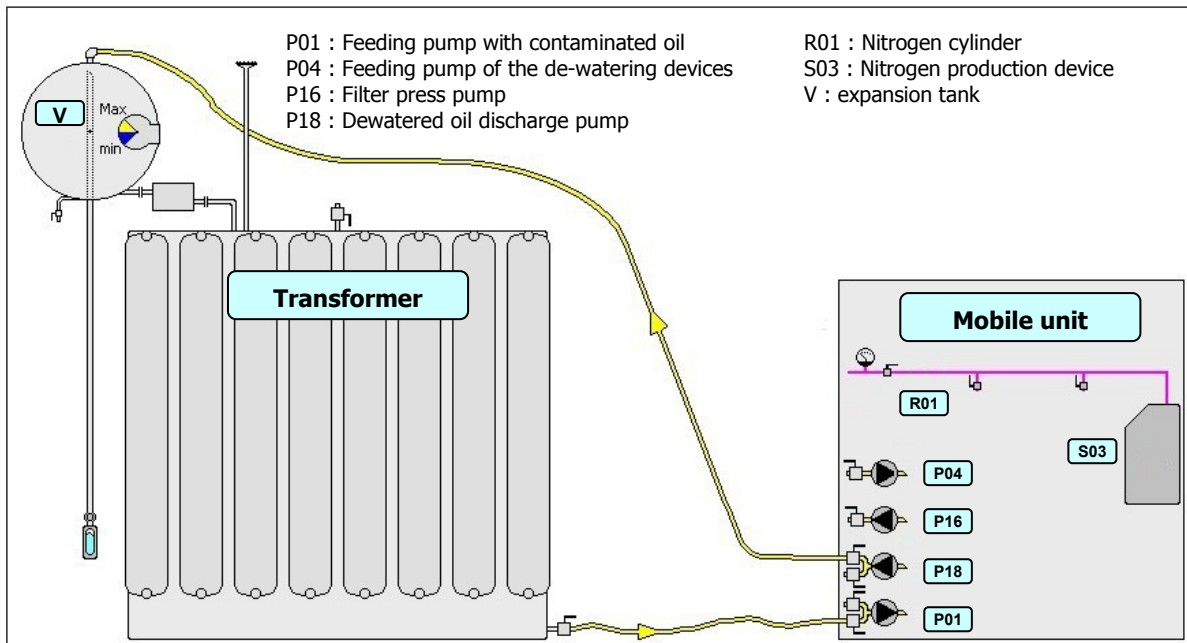 P01 : Feeding pump with contaminated oil
P04 : Feeding pump of the de-watering devices
P16 : Filter press pump
P18 : Dewatered oil discharge pump
R01 : Nitrogen cylinder
S03 : Nitrogen production device
V : expansion tank
V
Max
min
Transformer
Mobile unit
R01
S03
P04
P16
P18
P01